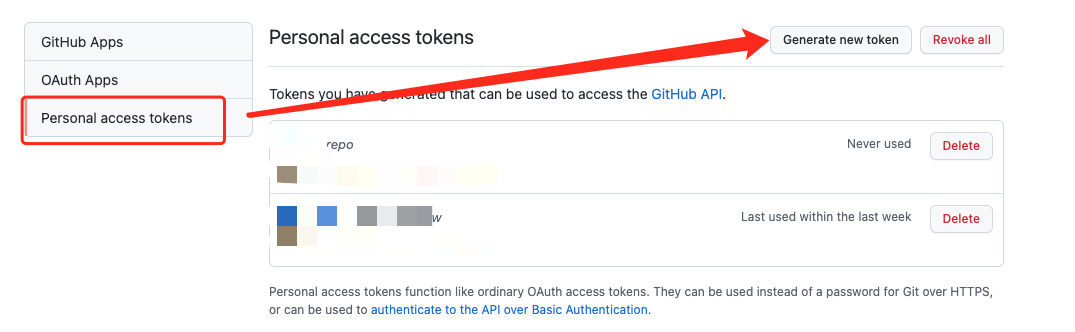 GitHub Apps
OAuth Apps
Personal access tokens
Personal access tokens
Generate new token
Revoke all
Tokens you have generated that can be used to access the GitHub API.
repo
Never used
Delete
w
Last used within the last week
Delete
Personal access tokens function like ordinary OAuth access tokens. They can be used instead of a password for Git over HTTPS,
or can be used to authenticate to the API over Basic Authentication.